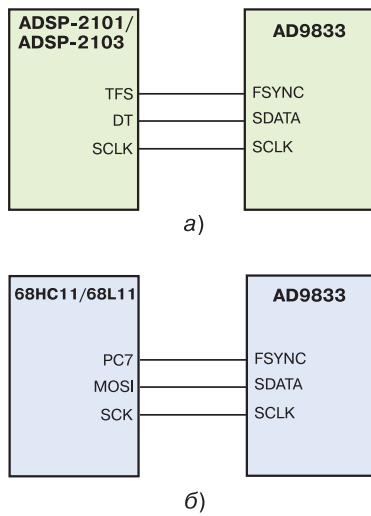 ADSP-2101/
ADSP-2103
AD9833
TFS
FSYNC
DT
SDATA
SCLK
SCLK
а)
68HC11/68L11
AD9833
PC7
FSYNC
MOSI
SDATA
SCK
SCLK
б)